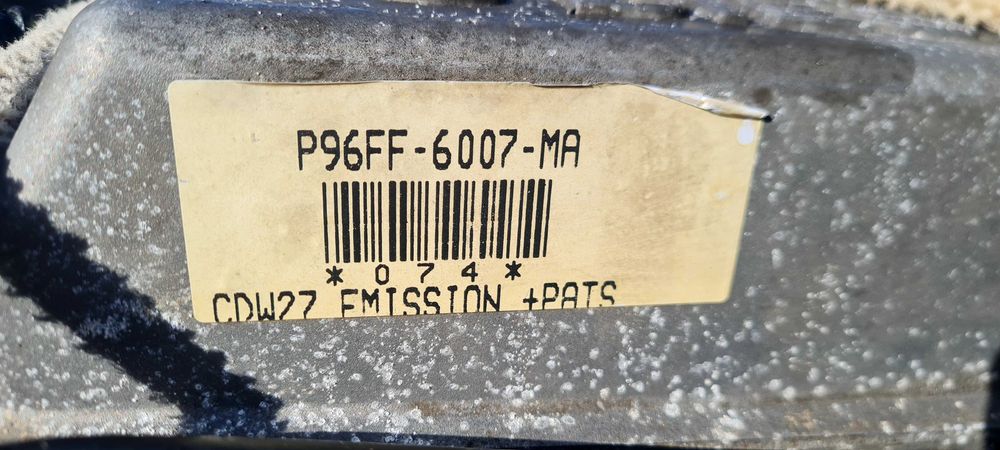 P96FF-6007-MA
*074*
CDW27 EMISSION +PATS